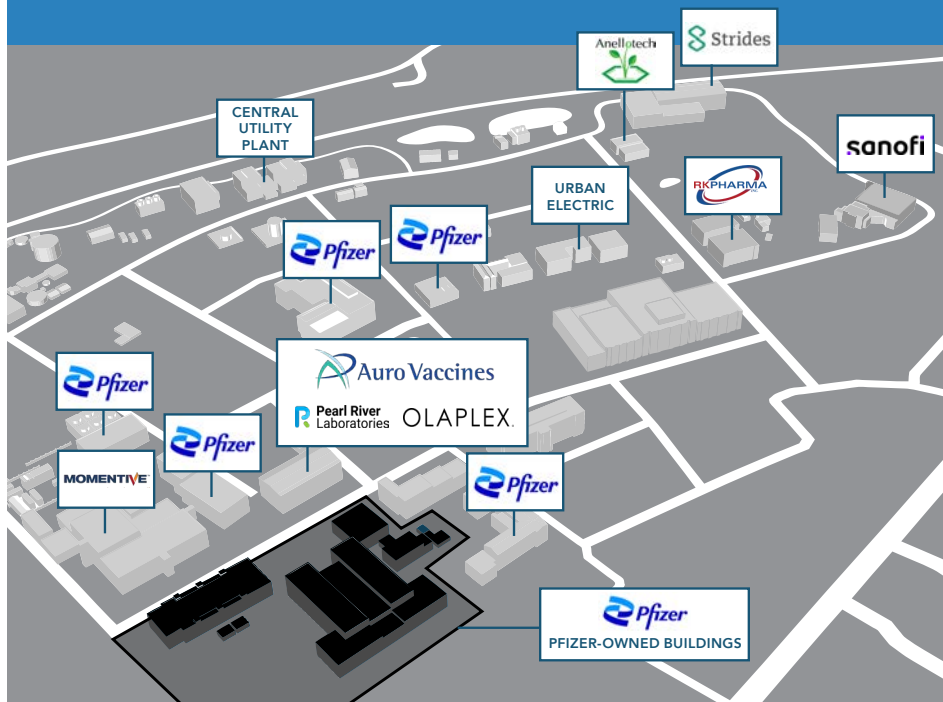 Anellotech
Strides
CENTRAL
UTILITY
PLANT
sanofi
RKPHARMA
INC.
URBAN
ELECTRIC
Pfizer
Pfizer
Auro Vaccines
Pearl River
Laboratories
OLAPLEX.
Pfizer
Pfizer
MOMENTIVE
Pfizer
Pfizer
PFIZER-OWNED BUILDINGS